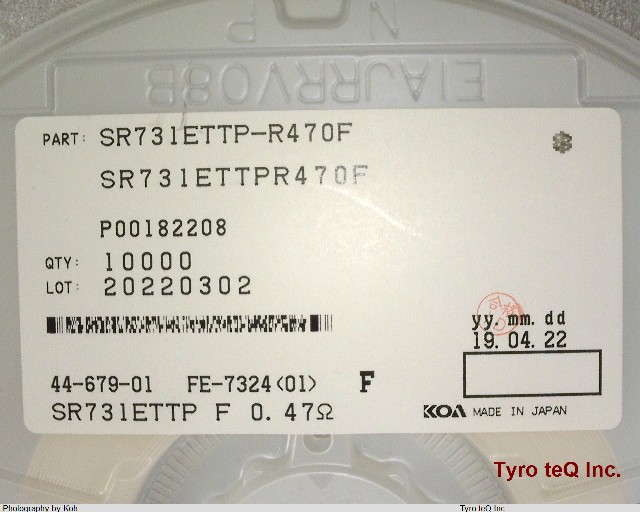 N P
EIAJRRV08B
PART: SR731ETTP-R470F
SR731ETTPR470F
P00182208
QTY: 10000
LOT: 20220302
yy. mm. dd
19. 04. 22
44-679-01 FE-7324<01> F
SR731ETTP F 0. 47Ω
KOA MADE IN JAPAN
Tyro teQ Inc.
Photography by Koh
Tyro teQ Inc